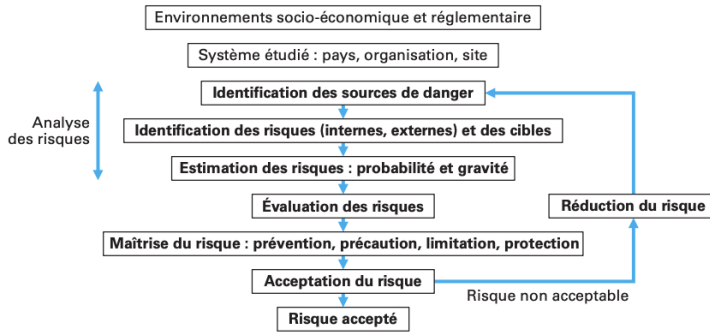 Environnements socio-économique et réglementaire
Système étudié : pays, organisation, site
Identification des sources de danger
Analyse
des risques
Identification des risques (internes, externes) et des cibles
Estimation des risques : probabilité et gravité
Évaluation des risques
Réduction du risque
Maîtrise du risque : prévention, précaution, limitation, protection
Acceptation du risque
Risque non acceptable
Risque accepté